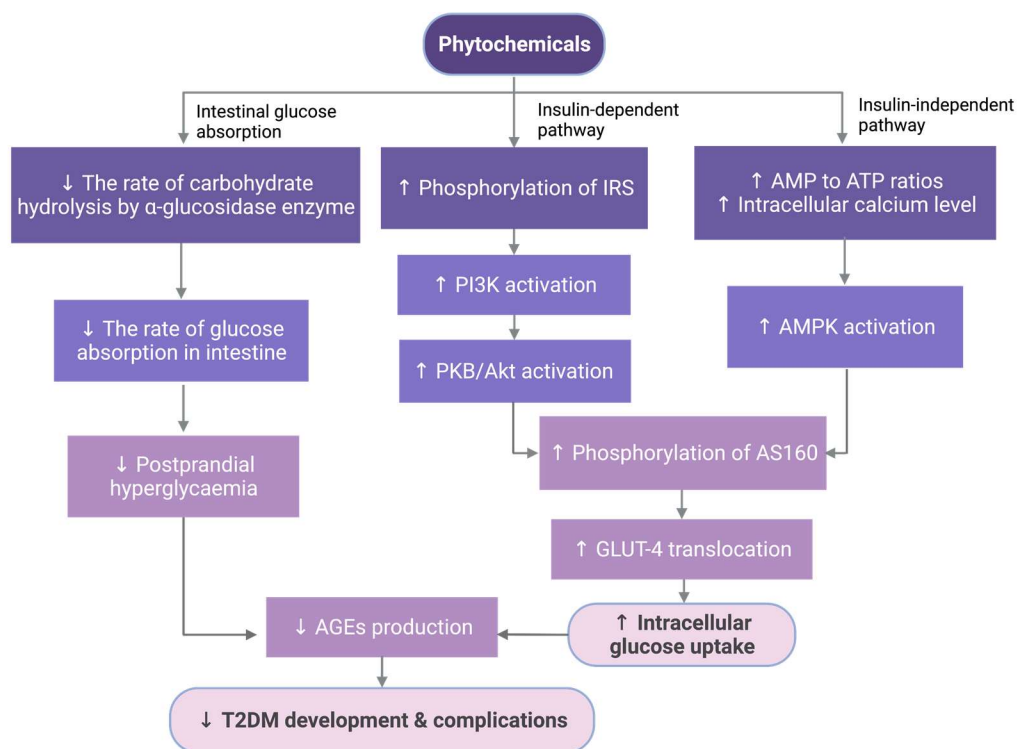 Phytochemicals
Intestinal glucose
absorption
Insulin-dependent
pathway
Insulin-independent
pathway
↓ The rate of carbohydrate
hydrolysis by α-glucosidase enzyme
↑ Phosphorylation of IRS
↑ AMP to ATP ratios
↑ Intracellular calcium level
↑ PI3K activation
↓ The rate of glucose
absorption in intestine
↑ AMPK activation
↑ PKB/Akt activation
↓ Postprandial
hyperglycaemia
↑ Phosphorylation of AS160
↑ GLUT-4 translocation
↓ AGEs production
↑ Intracellular
glucose uptake
↓ T2DM development & complications